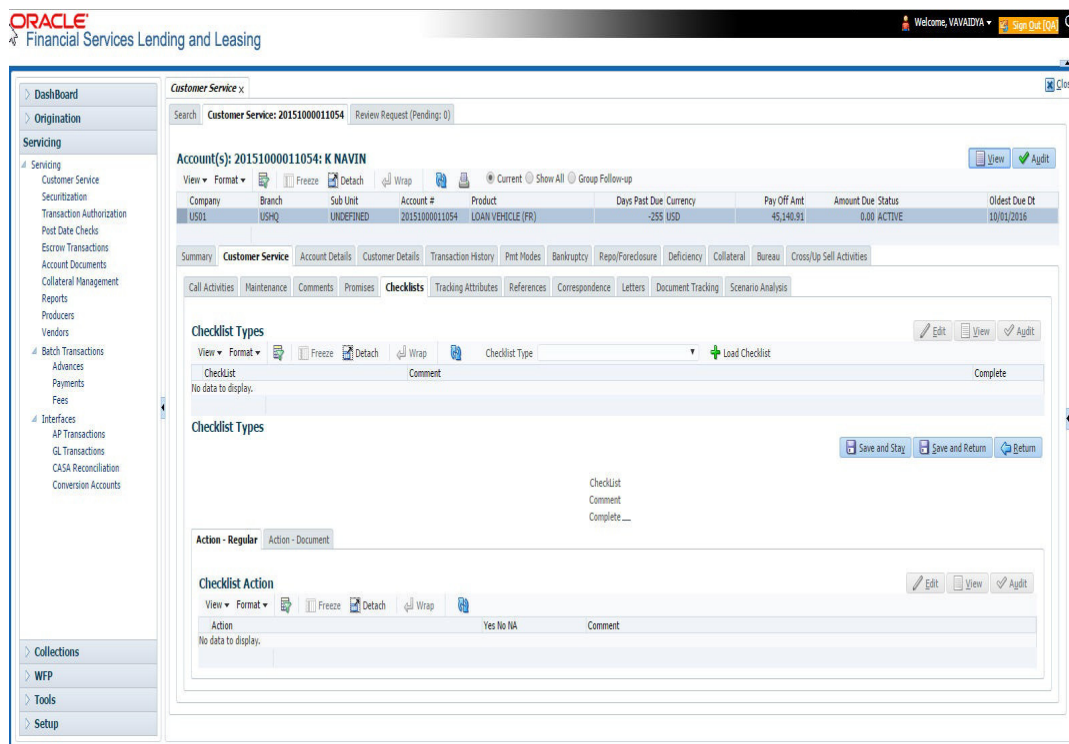 ORACLE
Financial Services Lending and Leasing
Welcome, VAVAIDYA
Sign Out [QA]
DashBoard
Origination
Servicing
Servicing
Customer Service
Securitization
Transaction Authorization
Post Date Checks
Escrow Transactions
Account Documents
Collateral Management
Reports
Producers
Vendors
Batch Transactions
Advances
Payments
Fees
Interfaces
AP Transactions
GL Transactions
CASA Reconciliation
Conversion Accounts
Collections
WFP
Tools
Setup
Customer Service x
Search Customer Service: 20151000011054 Review Request (Pending: 0)
Account(s): 20151000011054: K NAVIN
View Audit
View Format Freeze Detach Wrap Current Show All Group Follow-up
Company Branch Sub Unit Account # Product Days Past Due Currency Pay Off Amt Amount Due Status Oldest Due Dt
US01 USHQ UNDEFINED 20151000011054 LOAN VEHICLE (FR) -255 USD 45,140.91 0.00 ACTIVE 10/01/2016
Summary Customer Service Account Details Customer Details Transaction History Pmt Modes Bankruptcy Repo/Foreclosure Deficiency Collateral Bureau Cross/Up Sell Activities
Call Activities Maintenance Comments Promises Checklists Tracking Attributes References Correspondence Letters Document Tracking Scenario Analysis
Checklist Types
Edit View Audit
View Format Freeze Detach Wrap Checklist Type Load Checklist
CheckList Comment Complete
No data to display.
Checklist Types
Save and Stay Save and Return Return
CheckList
Comment
Complete
Action - Regular Action - Document
Checklist Action
Edit View Audit
View Format Freeze Detach Wrap
Action Yes No NA Comment
No data to display.